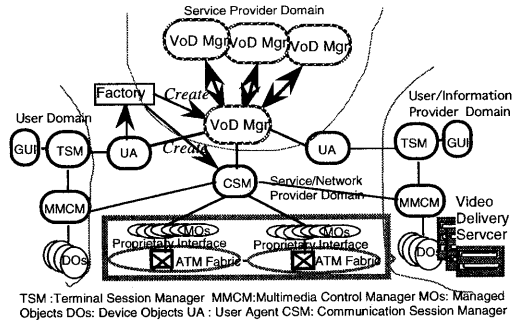 Service Provider Domain
VoD Mgr VoD Mgr VoD Mgr
Factory
Create
User Domain
User/Information
Provider Domain
VoD Mgr
GUI TSM UA
UA TSM GUI
Create
CSM
Service/Network
Provider Domain
MMCM
MMCM
Video
Delivery
Servcer
MOs
MOs
Proprietary Interface
Proprietary Interface
DOs
DOs
ATM Fabric
ATM Fabric
TSM :Terminal Session Manager MMCM:Multimedia Control Manager MOs: Managed
Objects DOs: Device Objects UA : User Agent CSM: Communication Session Manager